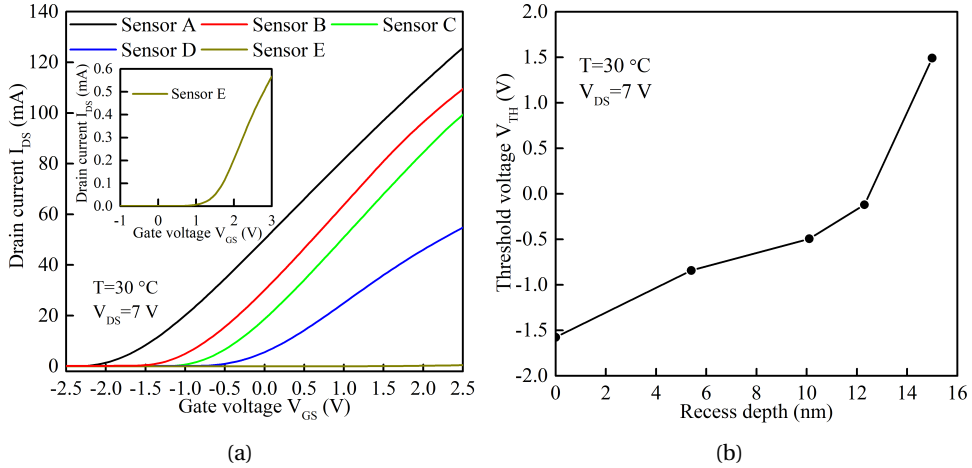 (a)
Sensor A Sensor B Sensor C
Sensor D Sensor E
Drain current I_DS (mA)
140
120
100
80
60
40
20
0
-2.5 -2.0 -1.5 -1.0 -0.5 0.0 0.5 1.0 1.5 2.0 2.5
Gate voltage V_GS (V)
T=30 °C
V_DS=7 V
Drain current I_DS (mA)
0.6
0.5
0.4
0.3
0.2
0.1
0.0
-1 0 1 2 3
Gate voltage V_GS (V)
Sensor E
(b)
Threshold voltage V_TH (V)
2.0
1.5
1.0
0.5
0.0
-0.5
-1.0
-1.5
-2.0
0 2 4 6 8 10 12 14 16
Recess depth (nm)
T=30 °C
V_DS=7 V